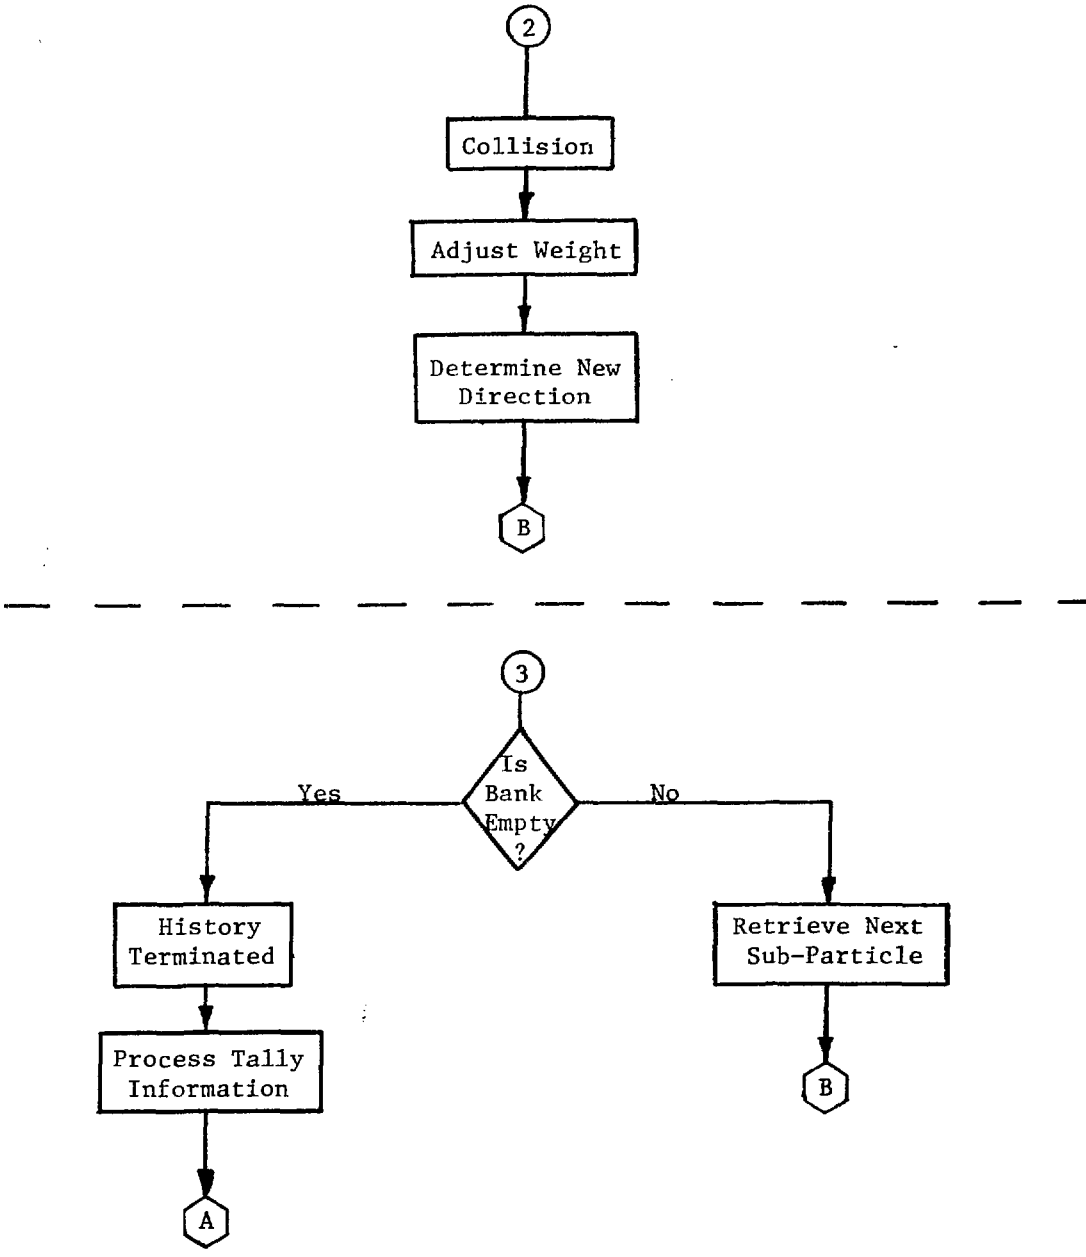 2
Collision
Adjust Weight
Determine New
Direction
B
3
Is
Bank
Empty
?
Yes
No
History
Terminated
Retrieve Next
Sub-Particle
Process Tally
Information
B
A